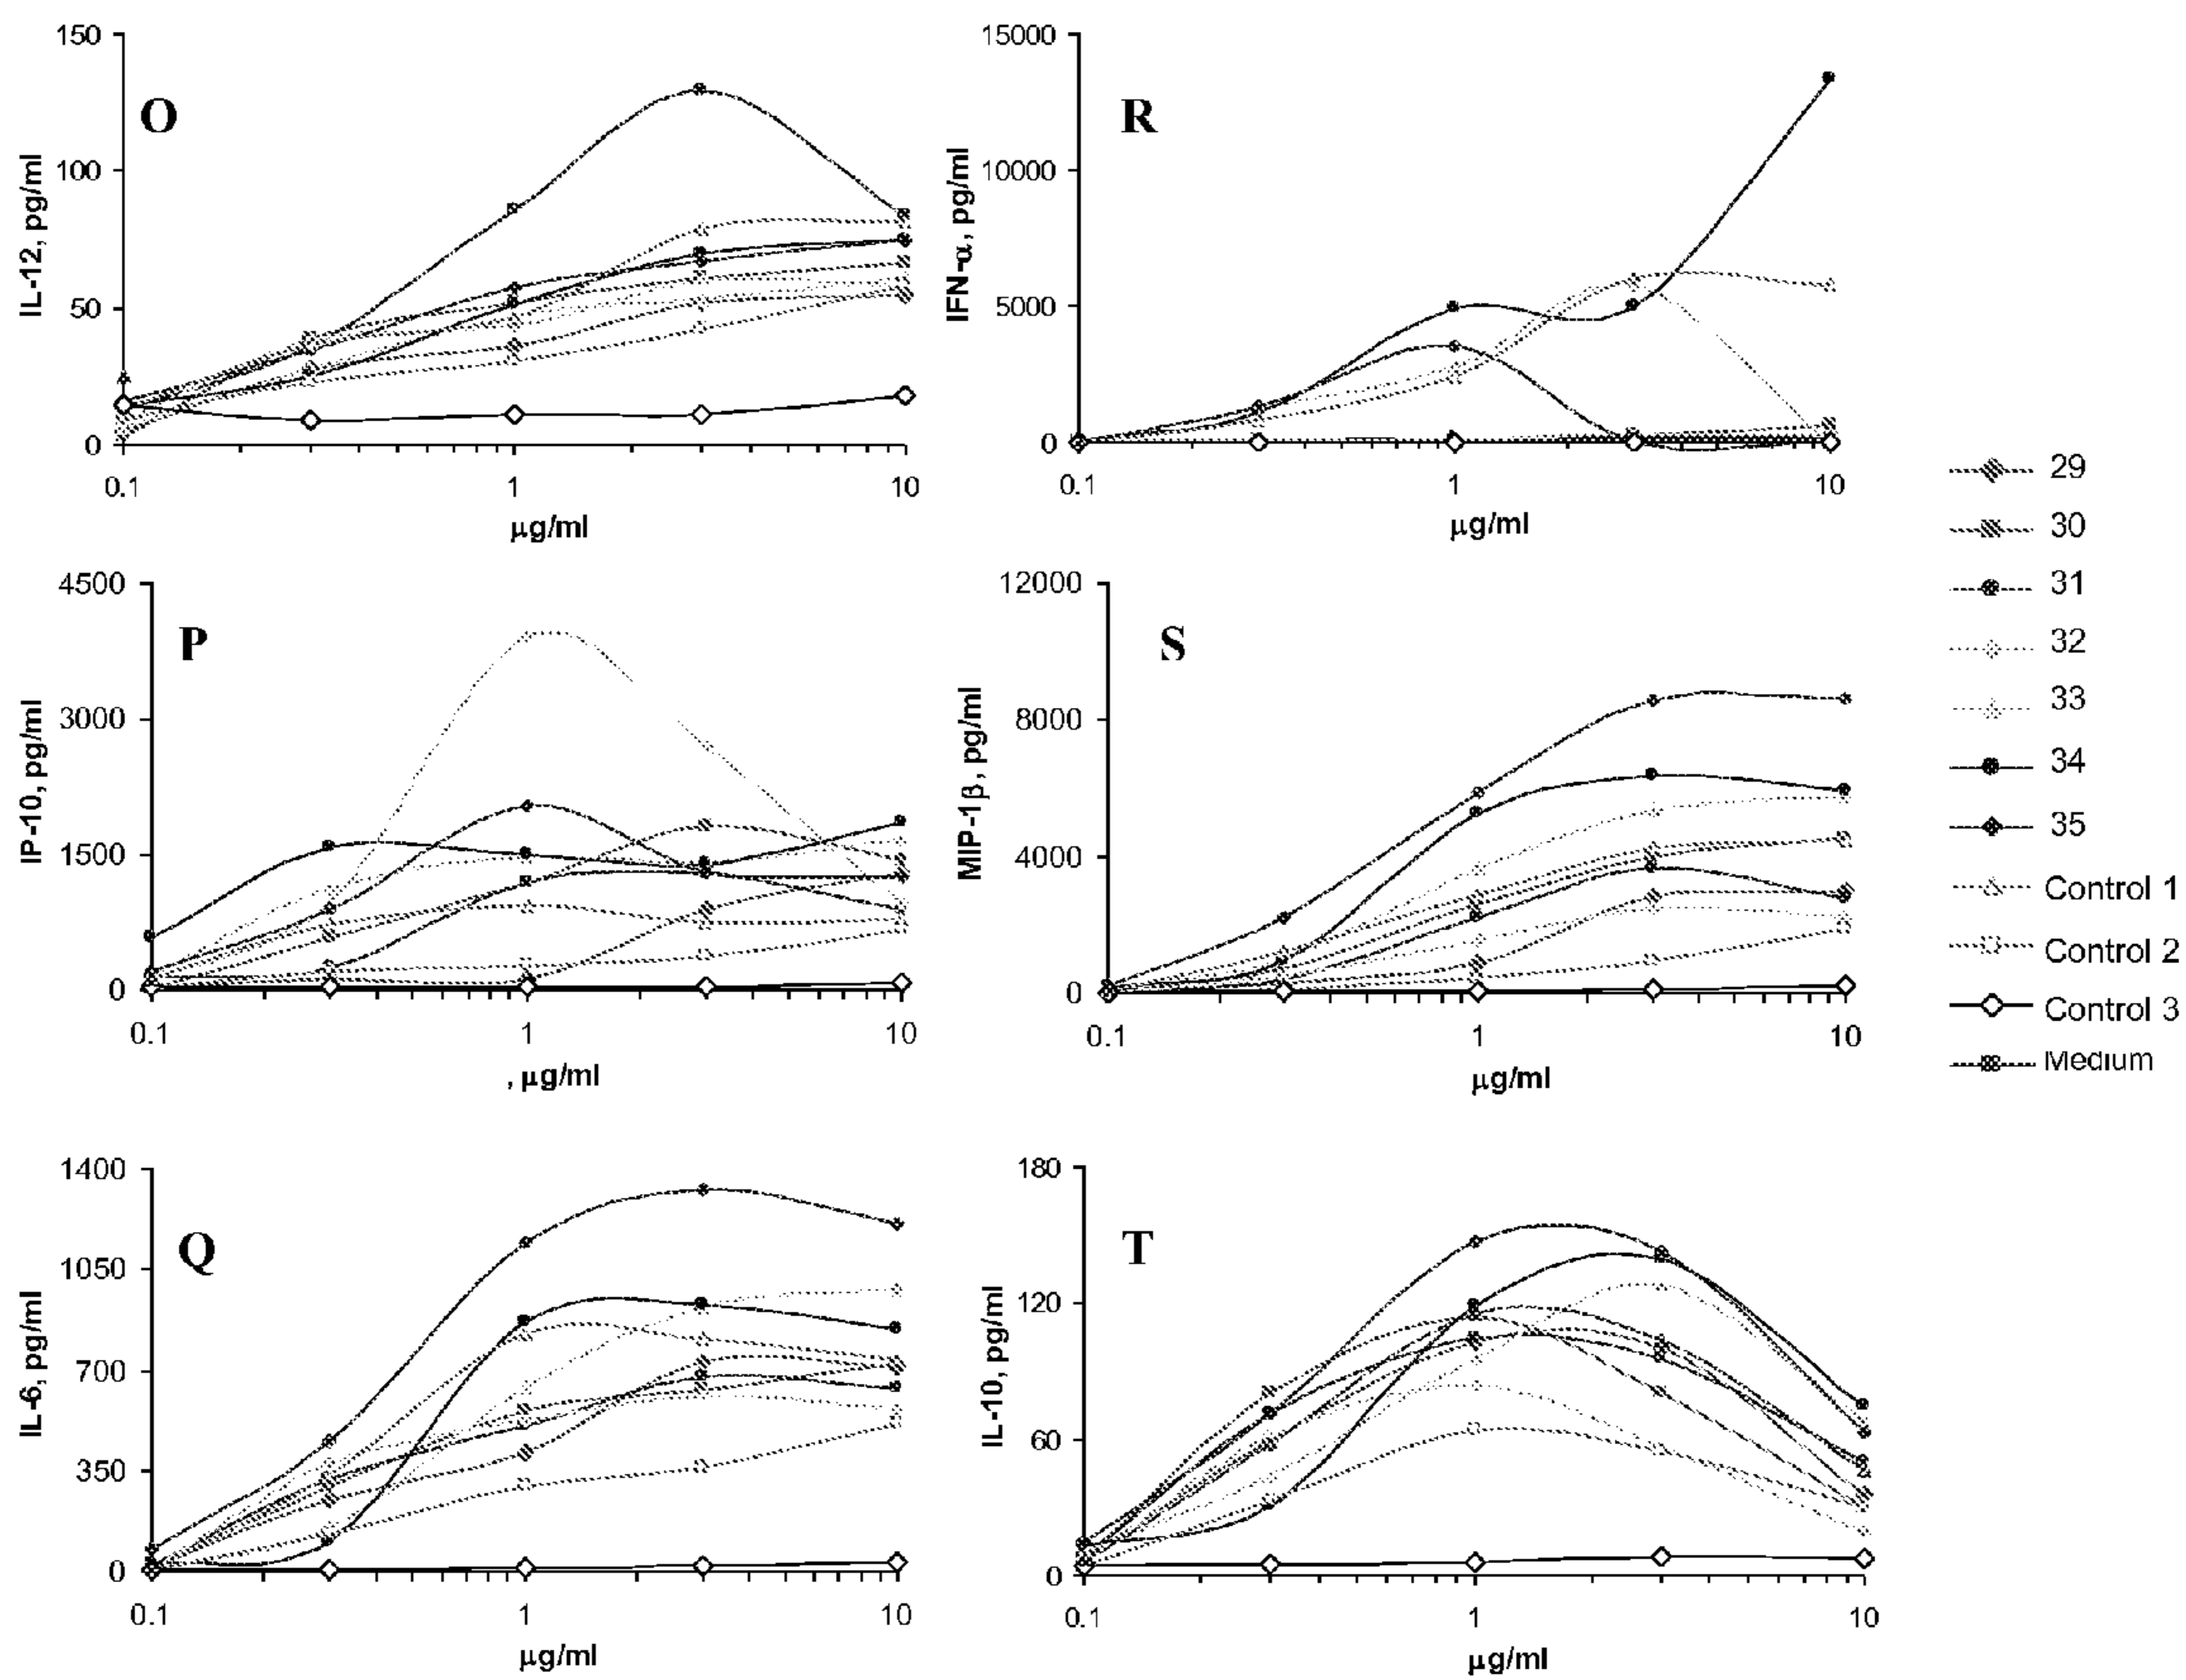 150
100
50
0
O
IL-12, pg/ml
0.1 1 10
μg/ml
15000
10000
5000
0
R
IFN-α, pg/ml
0.1 1 10
μg/ml
4500
3000
1500
0
P
IP-10, pg/ml
0.1 1 10
, μg/ml
12000
8000
4000
0
S
MIP-1β, pg/ml
0.1 1 10
μg/ml
1400
1050
700
350
0
Q
IL-6, pg/ml
0.1 1 10
μg/ml
180
120
60
0
T
IL-10, pg/ml
0.1 1 10
μg/ml
29
30
31
32
33
34
35
Control 1
Control 2
Control 3
Medium